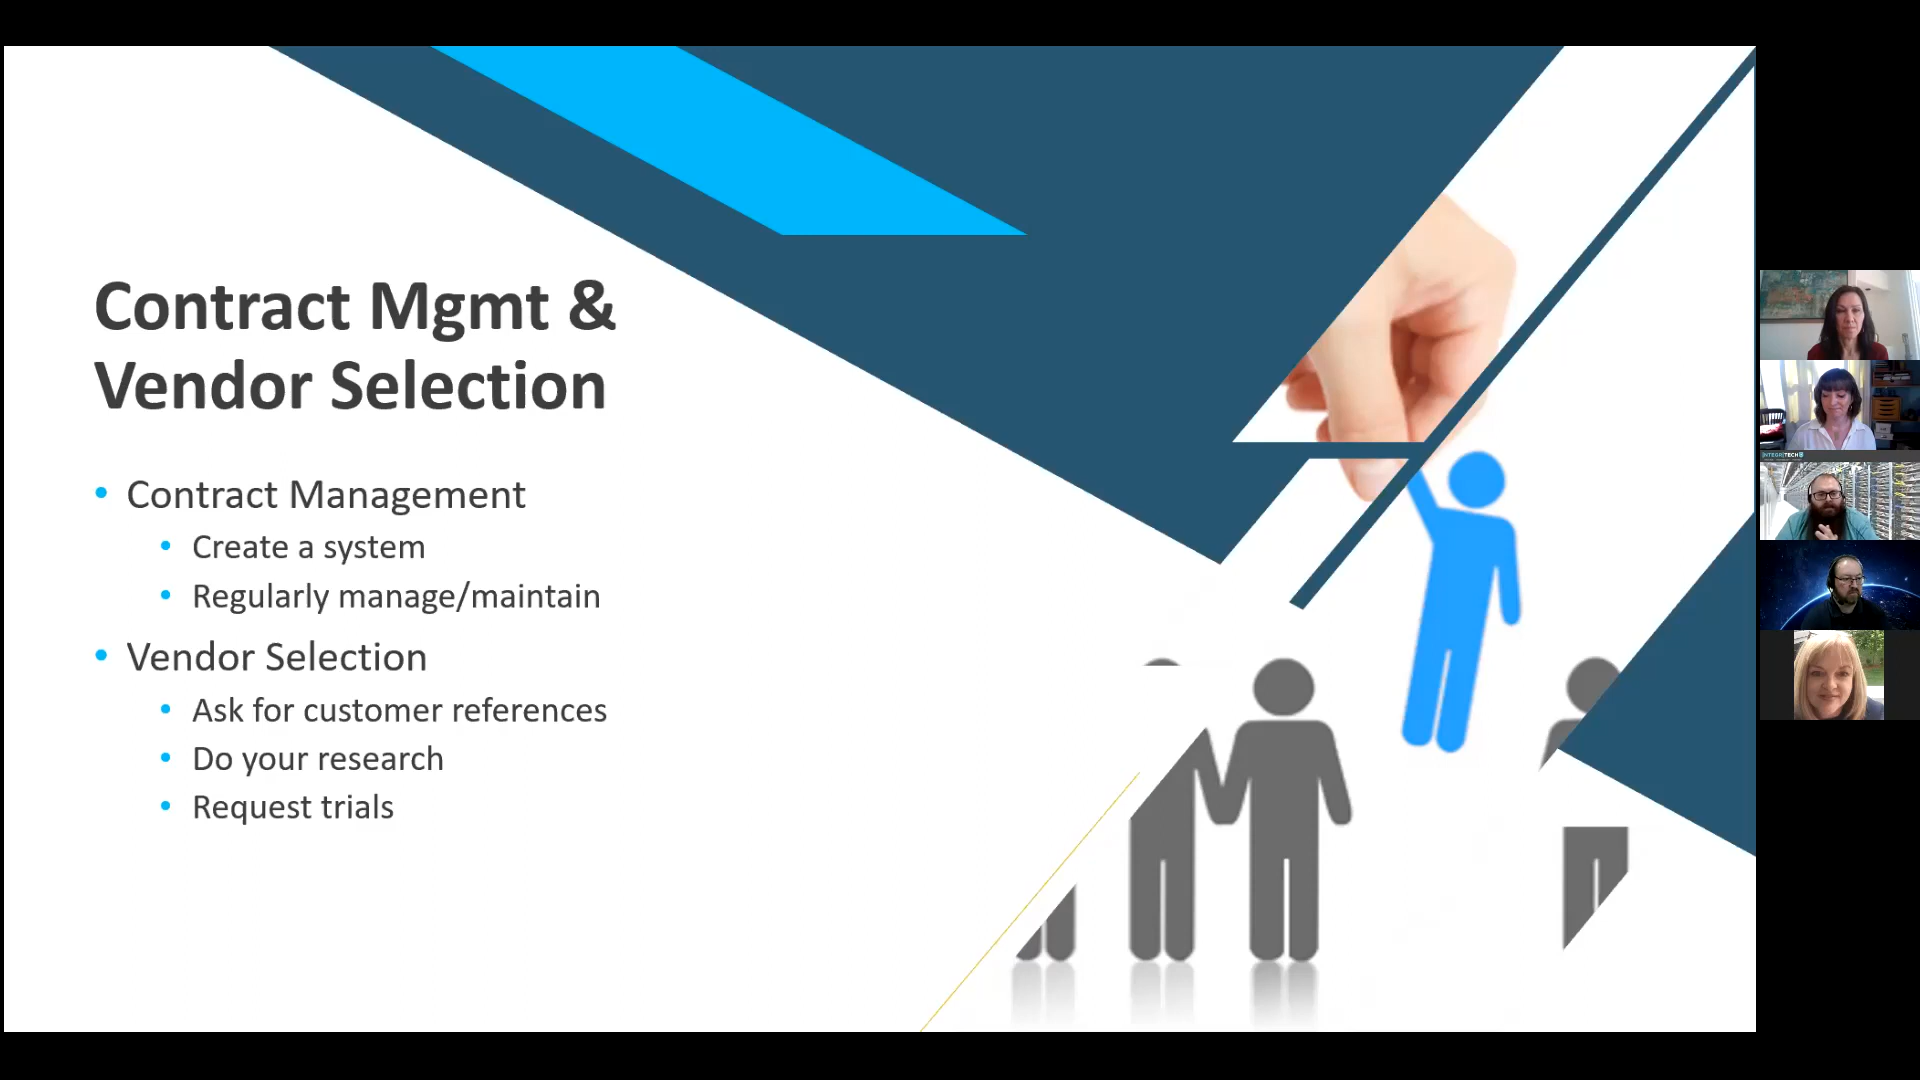 Contract Mgmt &
Vendor Selection
• Contract Management
• Create a system
• Regularly manage/maintain
• Vendor Selection
• Ask for customer references
• Do your research
• Request trials